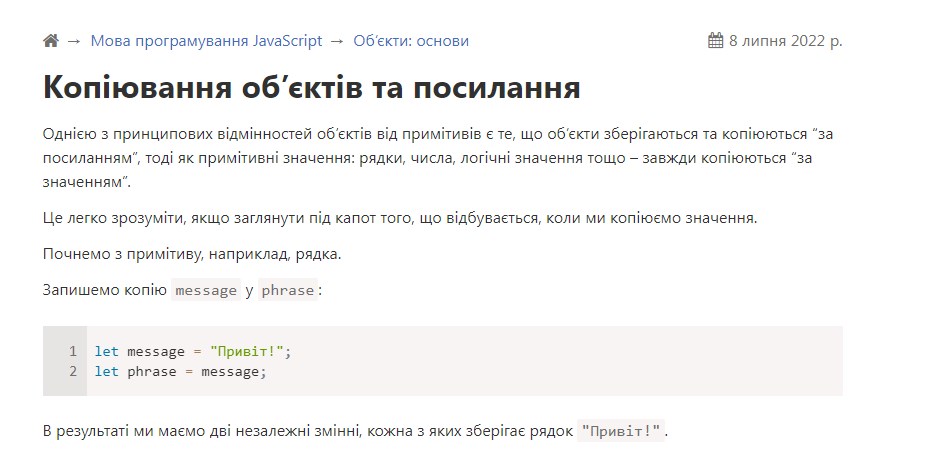 → Мова програмування JavaScript → Об’єкти: основи 8 липня 2022 р.
Копіювання об’єктів та посилання
Однією з принципових відмінностей об’єктів від примітивів є те, що об’єкти зберігаються та копіюються “за
посиланням”, тоді як примітивні значення: рядки, числа, логічні значення тощо – завжди копіюються “за
значенням”.
Це легко зрозуміти, якщо заглянути під капот того, що відбувається, коли ми копіюємо значення.
Почнемо з примітиву, наприклад, рядка.
Запишемо копію message у phrase:
1 let message = "Привіт!";
2 let phrase = message;
В результаті ми маємо дві незалежні змінні, кожна з яких зберігає рядок "Привіт!".